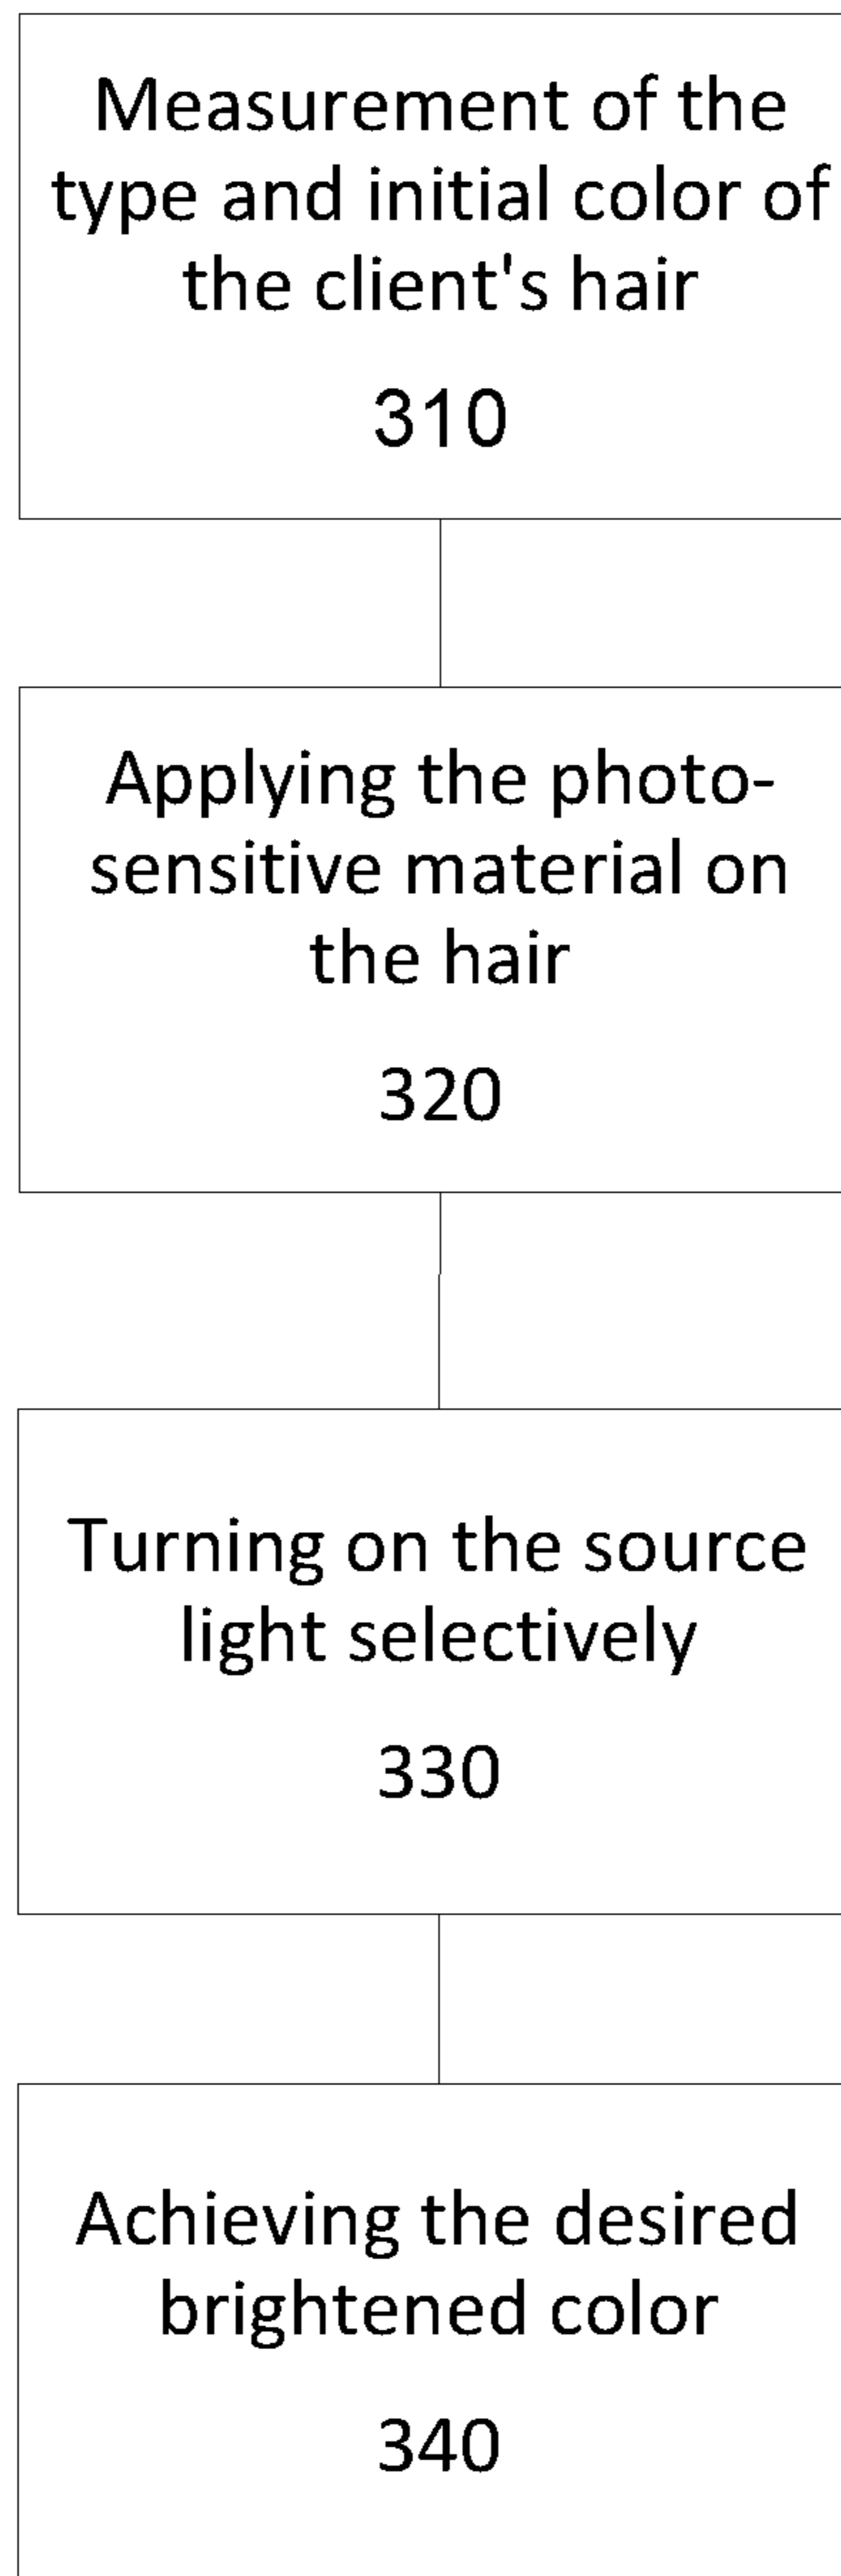 Measurement of the
type and initial color of
the client's hair
310
Applying the photo-
sensitive material on
the hair
320
Turning on the source
light selectively
330
Achieving the desired
brightened color
340